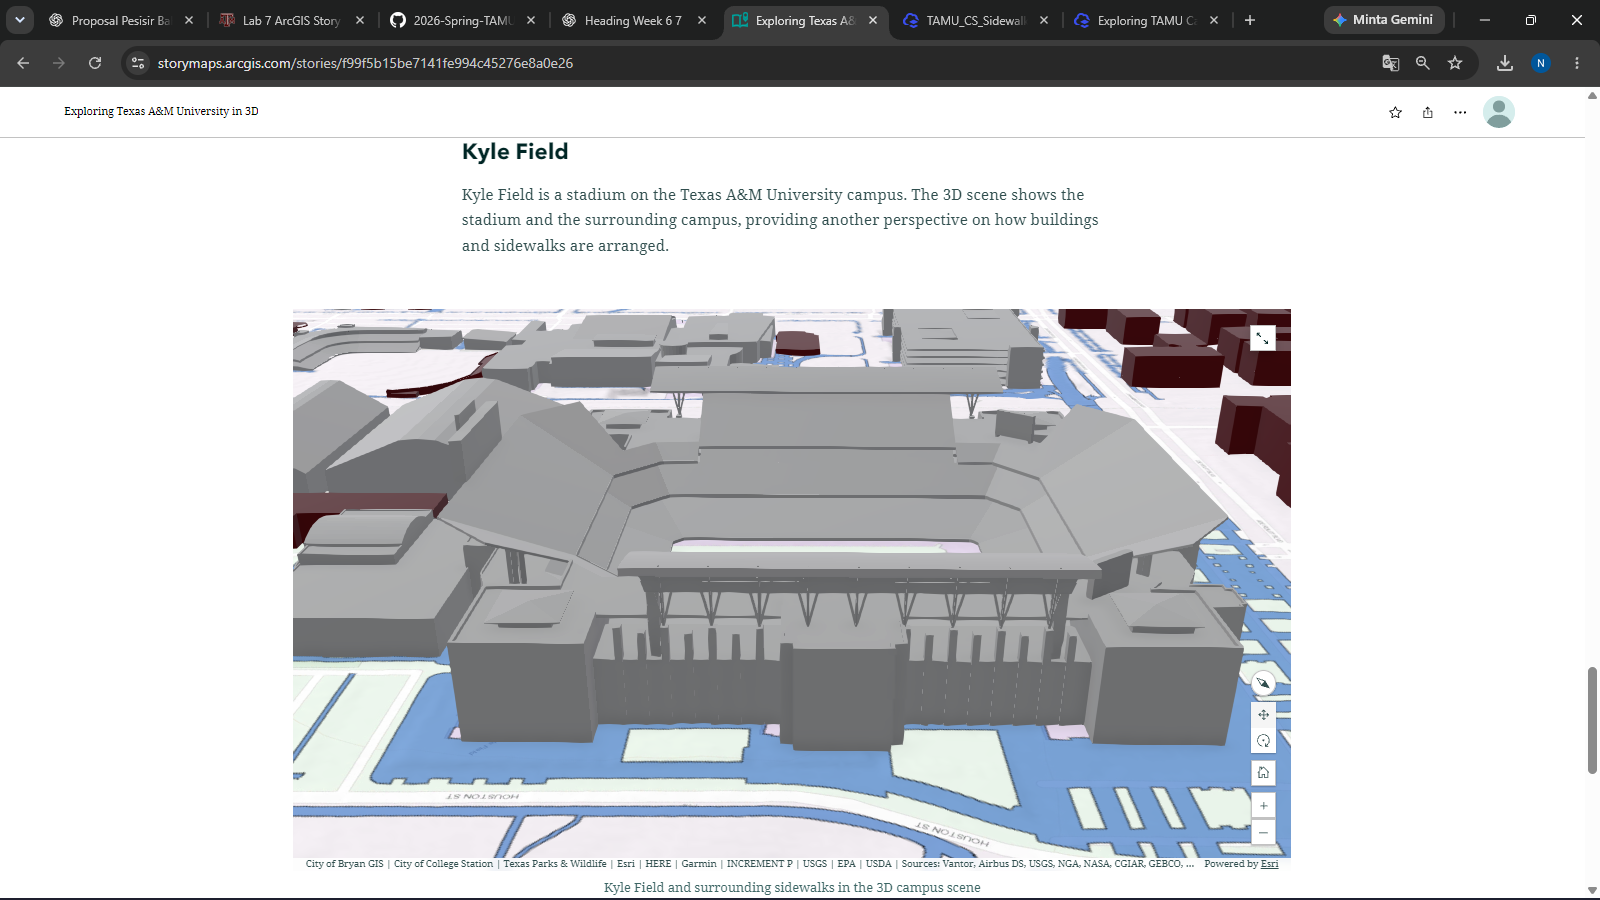 Proposal Pesisir Ba
Lab 7 ArcGIS Story
2026-Spring-TAMU
Heading Week 6 7
Exploring Texas A&
TAMU_CS_Sidewal
Exploring TAMU C
Minta Gemini
storymaps.arcgis.com/stories/f99f5b15be7141fe994c45276e8a0e26
N
Exploring Texas A&M University in 3D
Kyle Field
Kyle Field is a stadium on the Texas A&M University campus. The 3D scene shows the
stadium and the surrounding campus, providing another perspective on how buildings
and sidewalks are arranged.
HOUSTON ST
HOUSTON ST
City of Bryan GIS | City of College Station | Texas Parks & Wildlife | Esri | HERE | Garmin | INCREMENT P | USGS | EPA | USDA | Sources: Vantor, Airbus DS, USGS, NGA, NASA, CGIAR, GEBCO, ... Powered by Esri
Kyle Field and surrounding sidewalks in the 3D campus scene